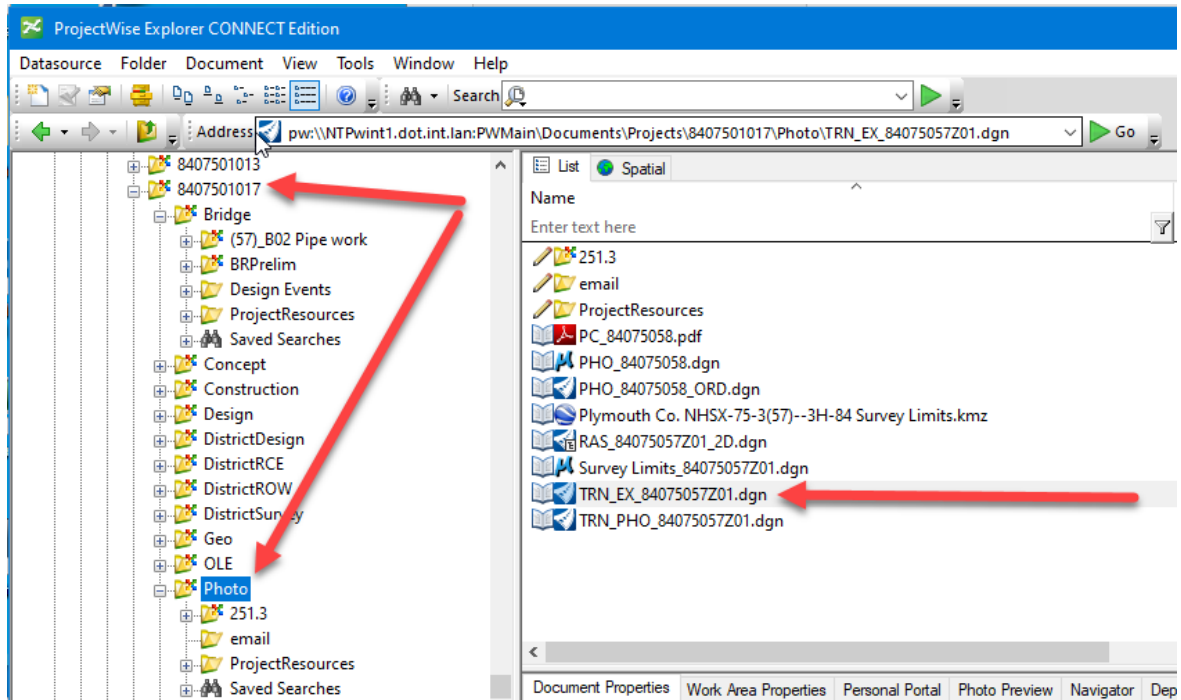 ProjectWise Explorer CONNECT Edition
Datasource Folder Document View Tools Window Help
Search
Address pw:\\NTPwint1.dot.int.lan:PWMain\Documents\Projects\8407501017\Photo\TRN_EX_84075057Z01.dgn Go
8407501013
8407501017
Bridge
(57)_B02 Pipe work
BRPrelim
Design Events
ProjectResources
Saved Searches
Concept
Construction
Design
DistrictDesign
DistrictRCE
DistrictROW
DistrictSurvey
Geo
OLE
Photo
251.3
email
ProjectResources
Saved Searches
List Spatial
Name
Enter text here
251.3
email
ProjectResources
PC_84075058.pdf
PHO_84075058.dgn
PHO_84075058_ORD.dgn
Plymouth Co. NHSX-75-3(57)--3H-84 Survey Limits.kmz
RAS_84075057Z01_2D.dgn
Survey Limits_84075057Z01.dgn
TRN_EX_84075057Z01.dgn
TRN_PHO_84075057Z01.dgn
Document Properties Work Area Properties Personal Portal Photo Preview Navigator Dep